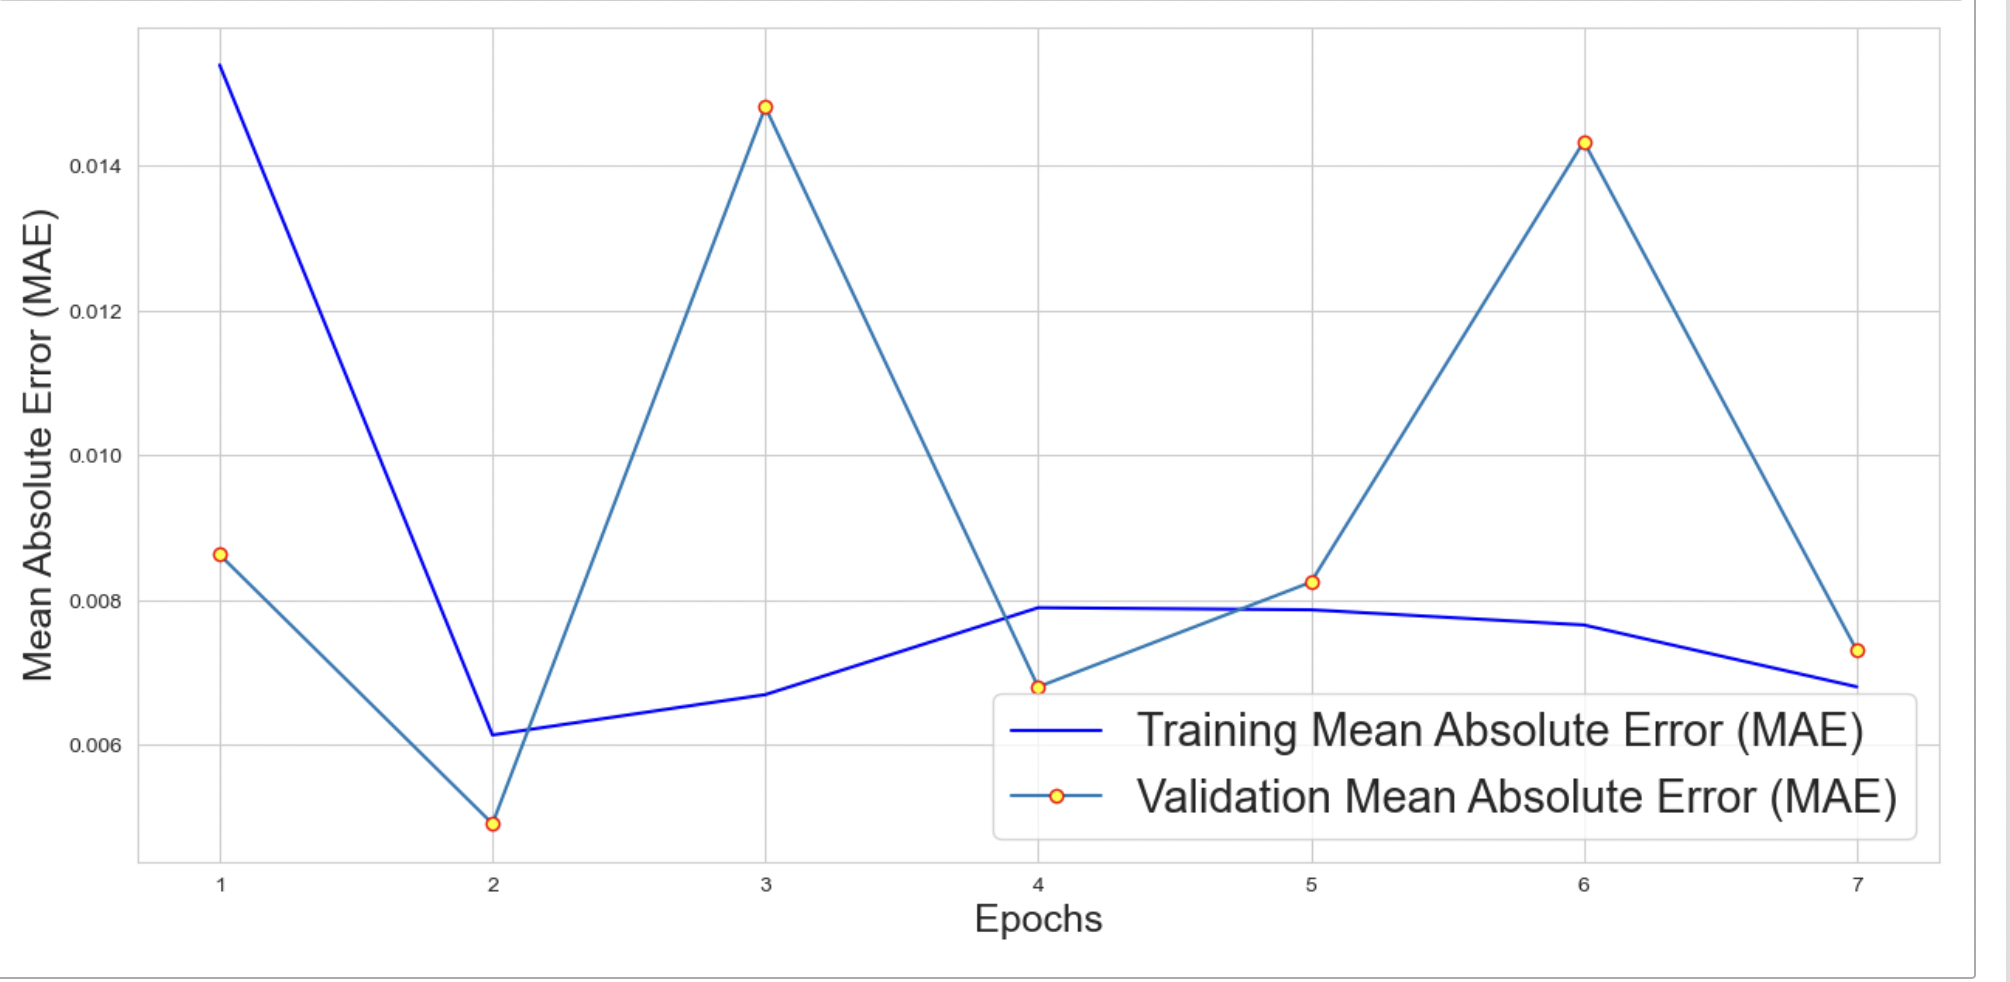 Mean Absolute Error (MAE)
0.014
0.012
0.010
0.008
0.006
Training Mean Absolute Error (MAE)
Validation Mean Absolute Error (MAE)
1 2 3 4 5 6 7
Epochs